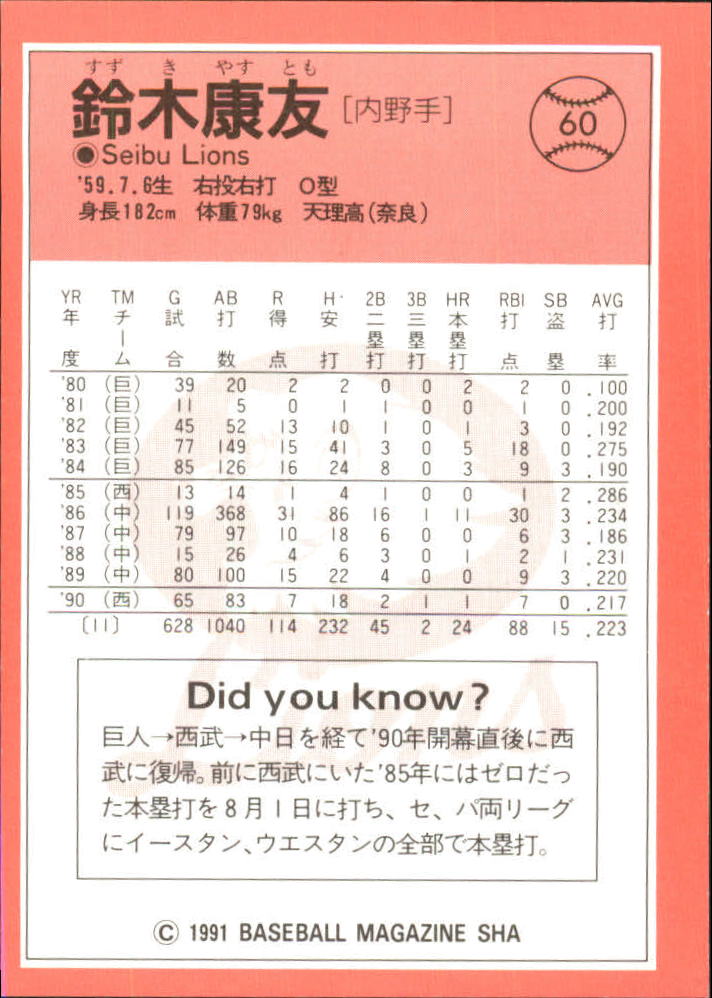 すず き やす とも
鈴木康友 [内野手]
60
●Seibu Lions
'59.7.6生 右投右打 O型
身長182cm 体重79kg 天理高(奈良)
YR TM G AB R H 2B 3B HR RBI SB AVG
年度 チーム 試合 打数 得点 安打 二塁打 三塁打 本塁打 打点 盗塁 打率
'80 (巨) 39 20 2 2 0 0 2 2 0 .100
'81 (巨) 11 5 0 1 1 0 0 1 0 .200
'82 (巨) 45 52 13 10 1 0 1 3 0 .192
'83 (巨) 77 149 15 41 3 0 5 18 0 .275
'84 (巨) 85 126 16 24 8 0 3 9 3 .190
'85 (西) 13 14 1 4 1 0 0 1 2 .286
'86 (中) 119 368 31 86 16 1 11 30 3 .234
'87 (中) 79 97 10 18 6 0 0 6 3 .186
'88 (中) 15 26 4 6 3 0 1 2 1 .231
'89 (中) 80 100 15 22 4 0 0 9 3 .220
'90 (西) 65 83 7 18 2 1 1 7 0 .217
〔11〕 628 1040 114 232 45 2 24 88 15 .223
Did you know?
巨人→西武→中日を経て'90年開幕直後に西
武に復帰。前に西武にいた'85年にはゼロだっ
た本塁打を8月1日に打ち、セ、パ両リーグ
にイースタン、ウエスタンの全部で本塁打。
© 1991 BASEBALL MAGAZINE SHA